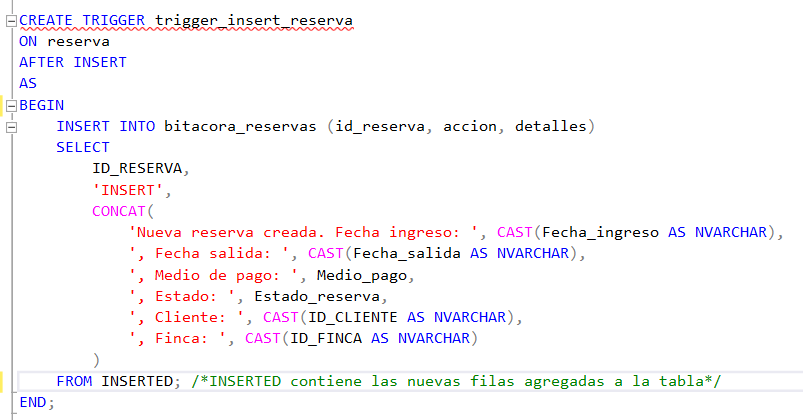 CREATE TRIGGER trigger_insert_reserva
ON reserva
AFTER INSERT
AS
BEGIN
    INSERT INTO bitacora_reservas (id_reserva, accion, detalles)
    SELECT
        ID_RESERVA,
        'INSERT',
        CONCAT(
            'Nueva reserva creada. Fecha ingreso: ', CAST(Fecha_ingreso AS NVARCHAR),
            ', Fecha salida: ', CAST(Fecha_salida AS NVARCHAR),
            ', Medio de pago: ', Medio_pago,
            ', Estado: ', Estado_reserva,
            ', Cliente: ', CAST(ID_CLIENTE AS NVARCHAR),
            ', Finca: ', CAST(ID_FINCA AS NVARCHAR)
        )
    FROM INSERTED; /*INSERTED contiene las nuevas filas agregadas a la tabla*/
END;